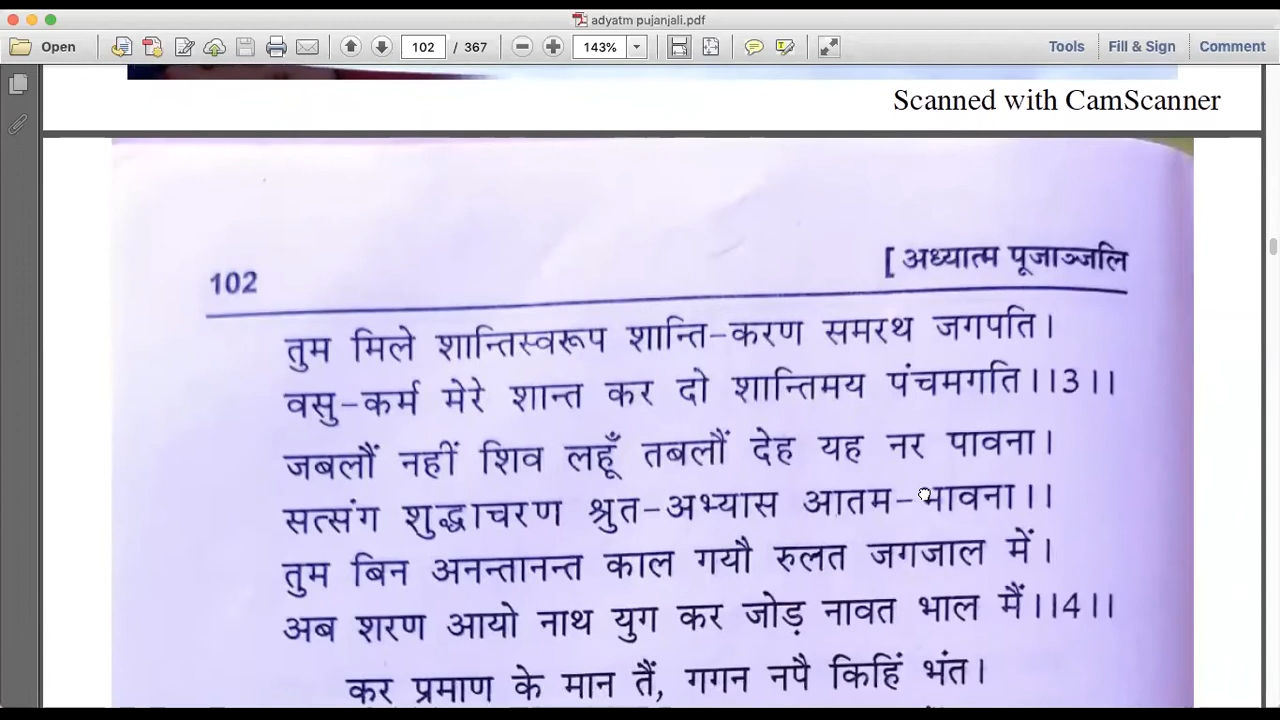 adyatm pujanjali.pdf
Open 102 / 367 143% Tools Fill & Sign Comment
Scanned with CamScanner
102 [ अध्यात्म पूजाञ्जलि
तुम मिले शान्तिस्वरूप शान्ति-करण समरथ जगपति।
वसु-कर्म मेरे शान्त कर दो शान्तिमय पंचमगति।।3।।
जबलौं नहीं शिव लहूँ तबलौं देह यह नर पावना।
सत्संग शुद्धाचरण श्रुत-अभ्यास आतम-भावना।।
तुम बिन अनन्तानन्त काल गयौ रुलत जगजाल में।
अब शरण आयो नाथ युग कर जोड़ नावत भाल मैं।।4।।
कर प्रमाण के मान तैं, गगन नपै किहिं भंत।